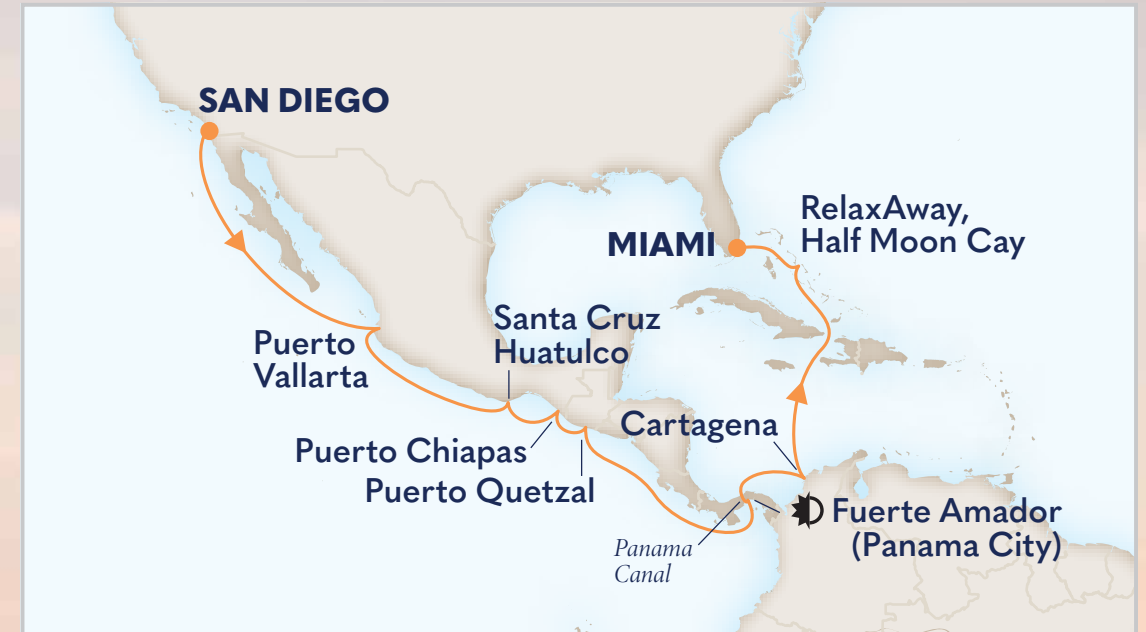 SAN DIEGO
MIAMI
RelaxAway,
Half Moon Cay
Puerto
Vallarta
Santa Cruz
Huatulco
Puerto Chiapas
Puerto Quetzal
Cartagena
Fuerte Amador
(Panama City)
Panama
Canal